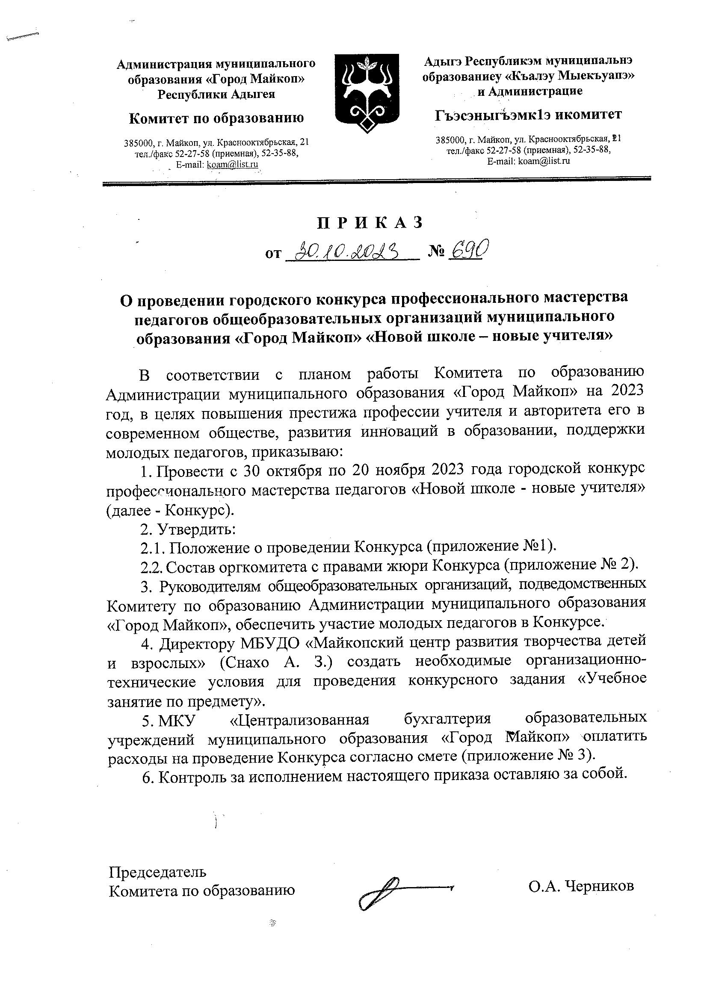 Администрация муниципального
образования «Город Майкоп»
Республики Адыгея
Комитет по образованию
385000, г. Майкоп, ул. Краснооктябрьская, 21
тел./факс 52-27-58 (приемная), 52-35-88,
E-mail: koam@list.ru
Адыгэ Республикэм муниципальнэ
образованиеу «Къалэу Мыекъуапэ»
и Администрацие
Гъэсэныгъэмк1э икомитет
385000, г. Майкоп, ул. Краснооктябрьская, 21
тел./факс 52-27-58 (приемная), 52-35-88,
E-mail: koam@list.ru
П Р И К А З
от 30.10.2023 № 690
О проведении городского конкурса профессионального мастерства
педагогов общеобразовательных организаций муниципального
образования «Город Майкоп» «Новой школе – новые учителя»
В соответствии с планом работы Комитета по образованию
Администрации муниципального образования «Город Майкоп» на 2023
год, в целях повышения престижа профессии учителя и авторитета его в
современном обществе, развития инноваций в образовании, поддержки
молодых педагогов, приказываю:
1. Провести с 30 октября по 20 ноября 2023 года городской конкурс
профессионального мастерства педагогов «Новой школе - новые учителя»
(далее - Конкурс).
2. Утвердить:
2.1. Положение о проведении Конкурса (приложение №1).
2.2. Состав оргкомитета с правами жюри Конкурса (приложение № 2).
3. Руководителям общеобразовательных организаций, подведомственных
Комитету по образованию Администрации муниципального образования
«Город Майкоп», обеспечить участие молодых педагогов в Конкурсе.
4. Директору МБУДО «Майкопский центр развития творчества детей
и взрослых» (Снахо А. З.) создать необходимые организационно-
технические условия для проведения конкурсного задания «Учебное
занятие по предмету».
5. МКУ «Централизованная бухгалтерия образовательных
учреждений муниципального образования «Город Майкоп» оплатить
расходы на проведение Конкурса согласно смете (приложение № 3).
6. Контроль за исполнением настоящего приказа оставляю за собой.
Председатель
Комитета по образованию
О.А. Черников